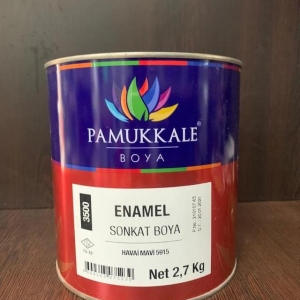 PAMUKKALE
BOYA
3500
ENAMEL
SONKAT BOYA
HAVAİ MAVİ 5015
Net 2,7 Kg